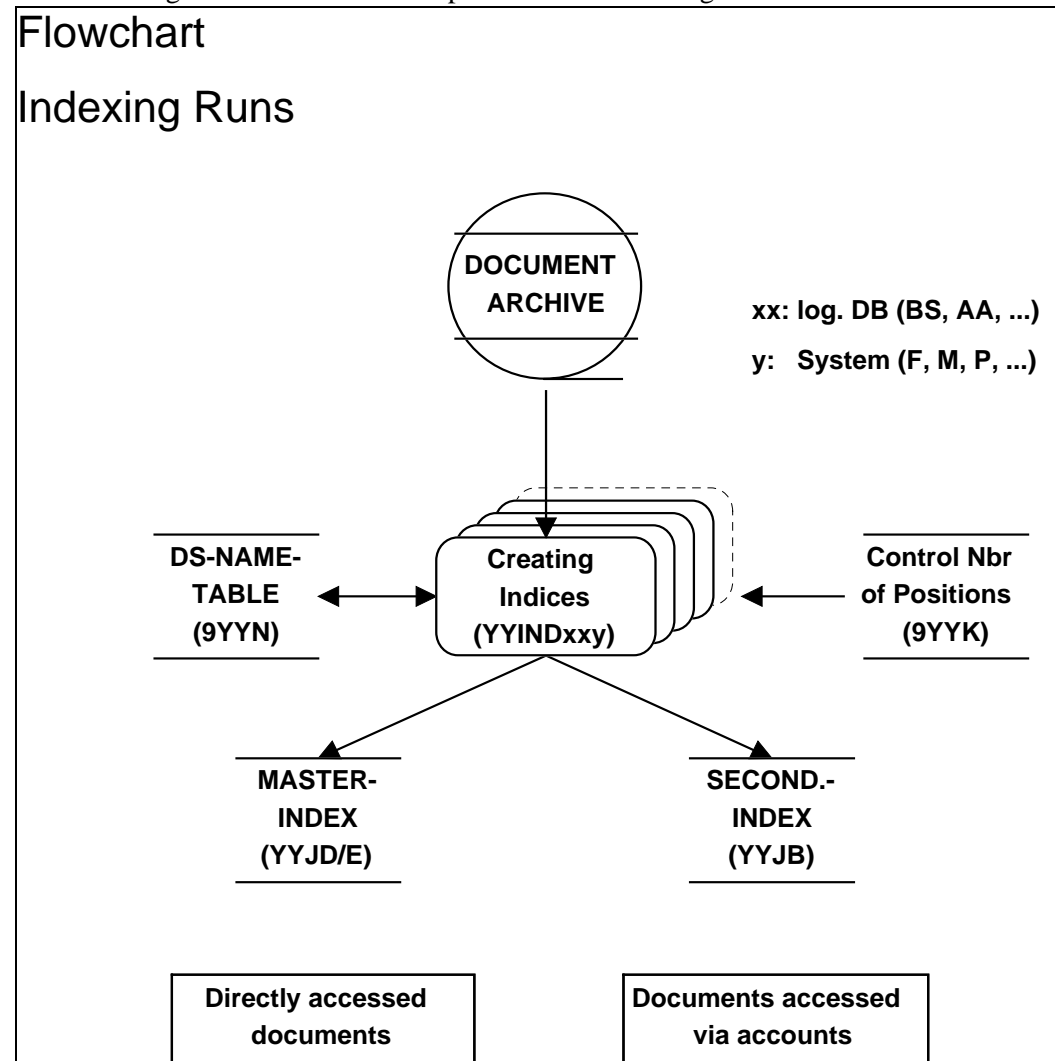 Flowchart
Indexing Runs
DOCUMENT
ARCHIVE
xx: log. DB (BS, AA, ...)
y: System (F, M, P, ...)
DS-NAME-
TABLE
(9YYN)
Creating
Indices
(YYINDxxy)
Control Nbr
of Positions
(9YYK)
MASTER-
INDEX
(YYJD/E)
SECOND.-
INDEX
(YYJB)
Directly accessed
documents
Documents accessed
via accounts